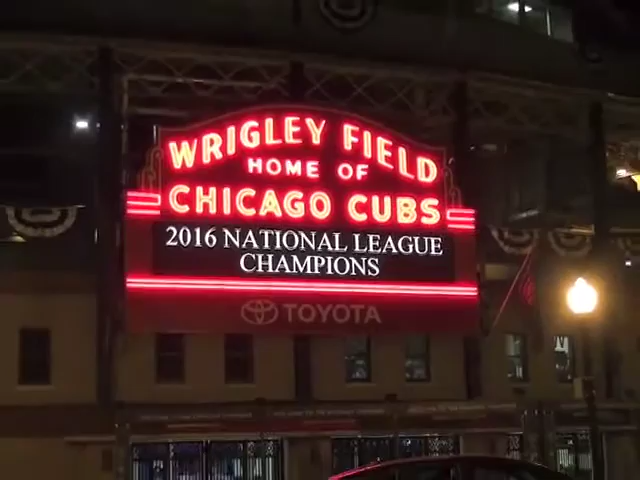 WRIGLEY FIELD
HOME OF
CHICAGO CUBS
2016 NATIONAL LEAGUE
CHAMPIONS
TOYOTA